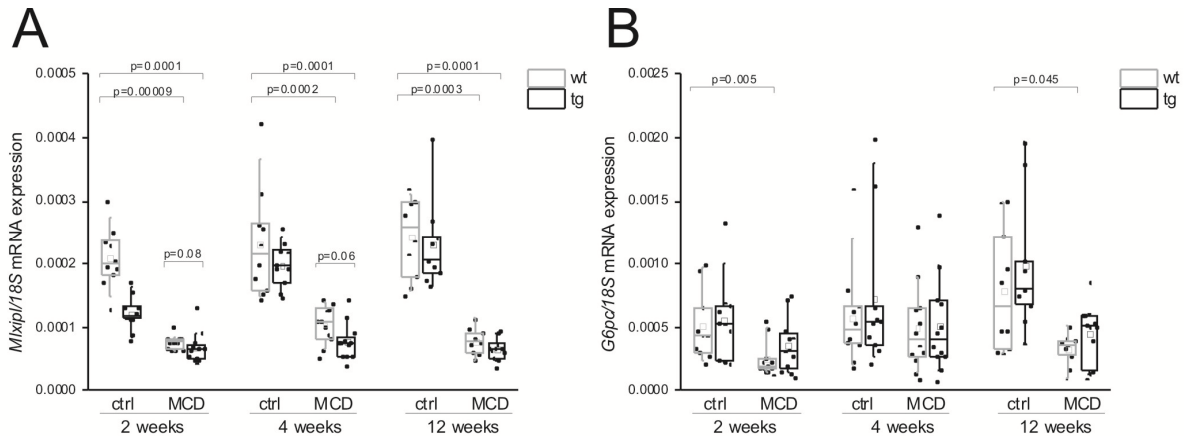 A
Mlxipl/18S mRNA expression
0.0005
0.0004
0.0003
0.0002
0.0001
0.0000
p=0.0001
p=0.00009
p=0.08
p=0.0001
p=0.0002
p=0.06
p=0.0001
p=0.0003
wt
tg
ctrl MCD ctrl MCD ctrl MCD
2 weeks 4 weeks 12 weeks
B
G6pc/18S mRNA expression
0.0025
0.0020
0.0015
0.0010
0.0005
0.0000
p=0.005
p=0.045
wt
tg
ctrl MCD ctrl MCD ctrl MCD
2 weeks 4 weeks 12 weeks